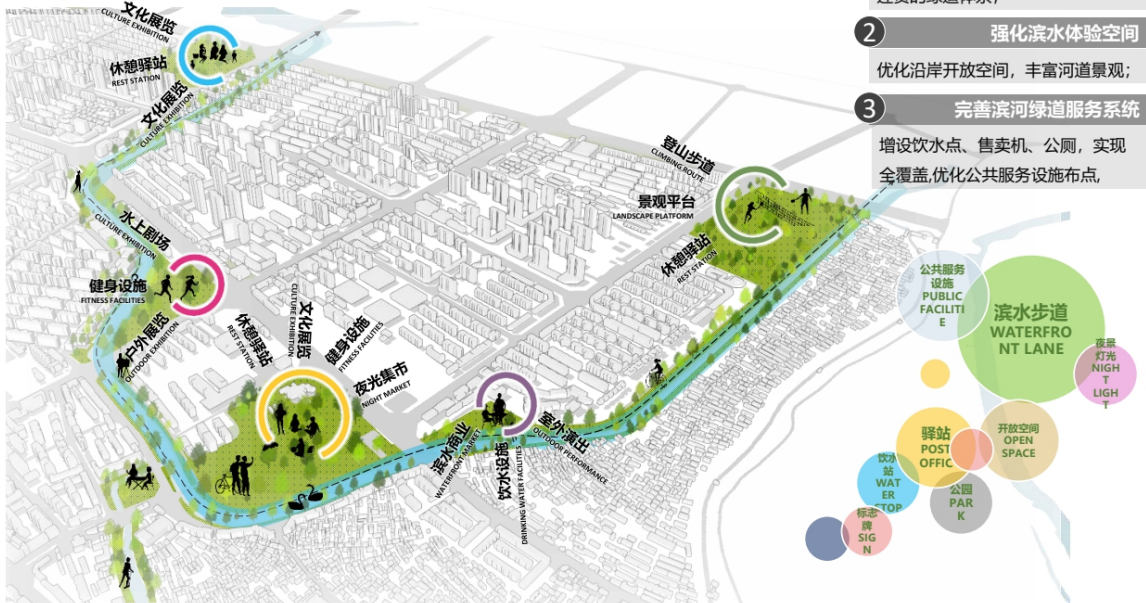 文化展览
CULTURE EXHIBITION
休憩驿站
REST STATION
文化展览
CULTURE EXHIBITION
水上剧场
CULTURE EXHIBITION
健身设施
FITNESS FACILITIES
户外展览
OUTDOOR EXHIBITION
休憩驿站
REST STATION
文化展览
CULTURE EXHIBITION
健身设施
FITNESS FACILITIES
夜光集市
NIGHT MARKET
滨水商业
WATERFRONT MARKET
饮水设施
DRINKING WATER FACILITIES
室外演出
OUTDOOR PERFORMANCE
登山步道
CLIMBING ROUTE
景观平台
LANDSCAPE PLATFORM
休憩驿站
REST STATION
2
强化滨水体验空间
优化沿岸开放空间，丰富河道景观；
3
完善滨河绿道服务系统
增设饮水点、售卖机、公厕，实现
全覆盖,优化公共服务设施布点,
公共服务
设施
PUBLIC
FACILITI
E
滨水步道
WATERFRO
NT LANE
夜景
灯光
NIGH
T
LIGH
T
驿站
POST
OFFIC
开放空间
OPEN
SPACE
饮水
站
WAT
ER
STOP
公园
PAR
K
标志
牌
SIG
N